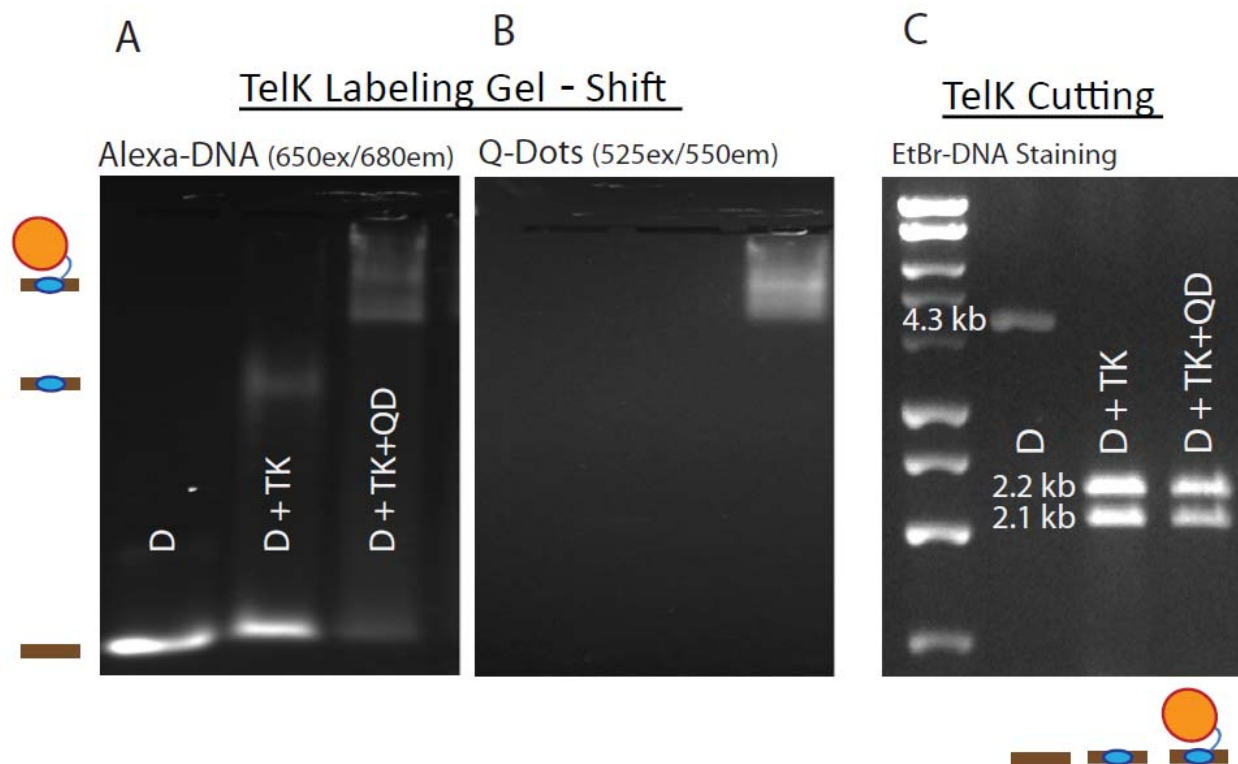 A
B
C
TelK Labeling Gel - Shift
TelK Cutting
Alexa-DNA (650ex/680em)
Q-Dots (525ex/550em)
EtBr-DNA Staining
D
D + TK
D + TK+QD
4.3 kb
D
D + TK
D + TK+QD
2.2 kb
2.1 kb